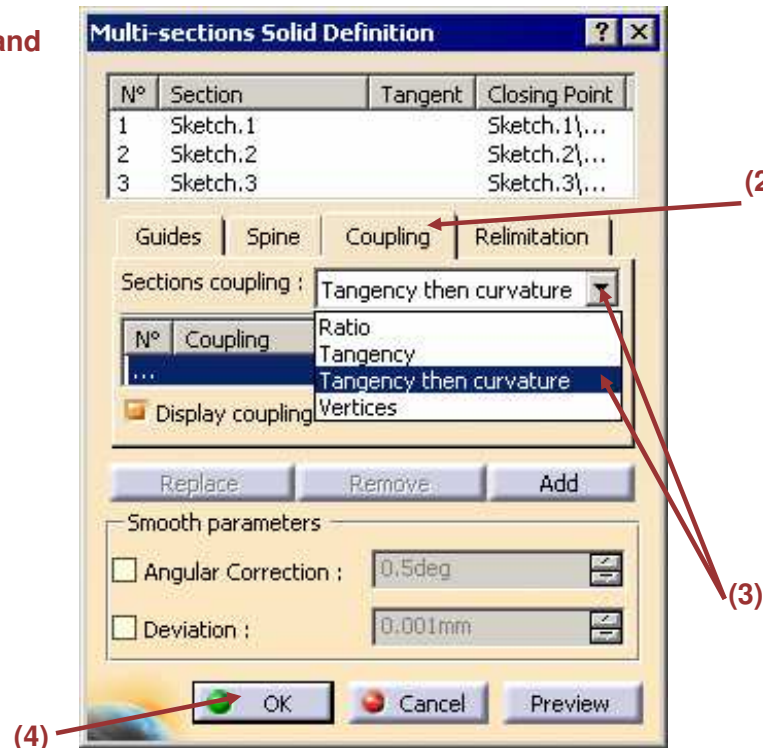 and
Multi-sections Solid Definition
N° Section Tangent Closing Point
1 Sketch.1 Sketch.1\...
2 Sketch.2 Sketch.2\...
3 Sketch.3 Sketch.3\...
(2
Guides Spine Coupling Relimitation
Sections coupling : Tangency then curvature
N° Coupling
...
Ratio
Tangency
Tangency then curvature
Vertices
Display coupling
Replace Remove Add
Smooth parameters
Angular Correction : 0.5deg
(3)
Deviation : 0.001mm
OK Cancel Preview
(4)